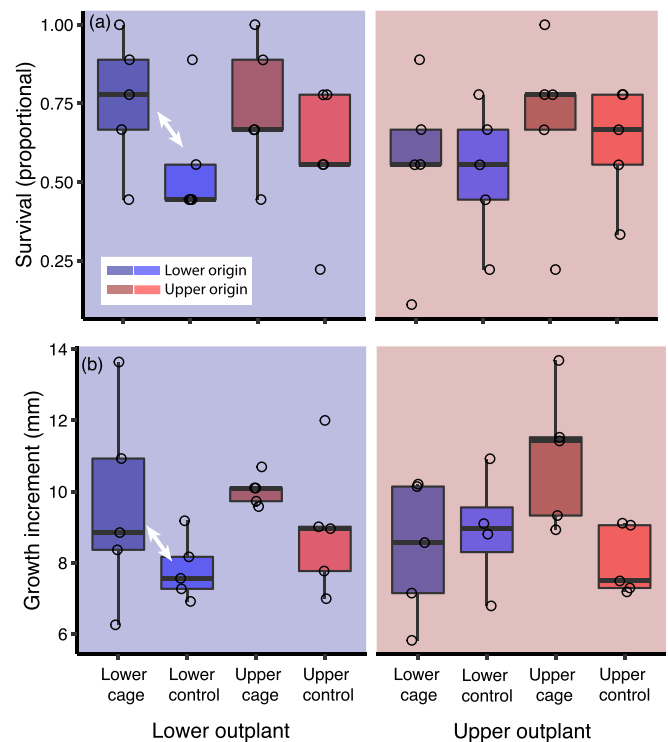 (a)
Survival (proportional)
1.00
0.75
0.50
0.25
Lower origin
Upper origin
(b)
Growth increment (mm)
14
12
10
8
6
Lower cage
Lower control
Upper cage
Upper control
Lower cage
Lower control
Upper cage
Upper control
Lower outplant
Upper outplant